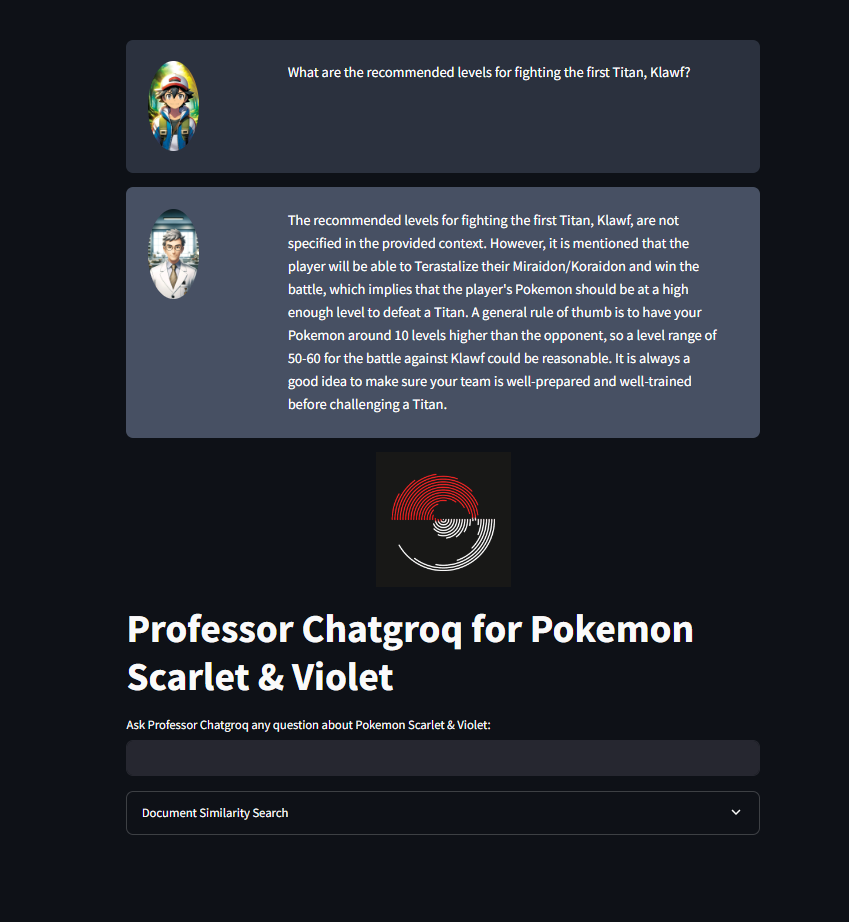 What are the recommended levels for fighting the first Titan, Klawf?
The recommended levels for fighting the first Titan, Klawf, are not
specified in the provided context. However, it is mentioned that the
player will be able to Terastalize their Miraidon/Koraidon and win the
battle, which implies that the player's Pokemon should be at a high
enough level to defeat a Titan. A general rule of thumb is to have your
Pokemon around 10 levels higher than the opponent, so a level range of
50-60 for the battle against Klawf could be reasonable. It is always a
good idea to make sure your team is well-prepared and well-trained
before challenging a Titan.
Professor Chatgroq for Pokemon
Scarlet & Violet
Ask Professor Chatgroq any question about Pokemon Scarlet & Violet:
Document Similarity Search